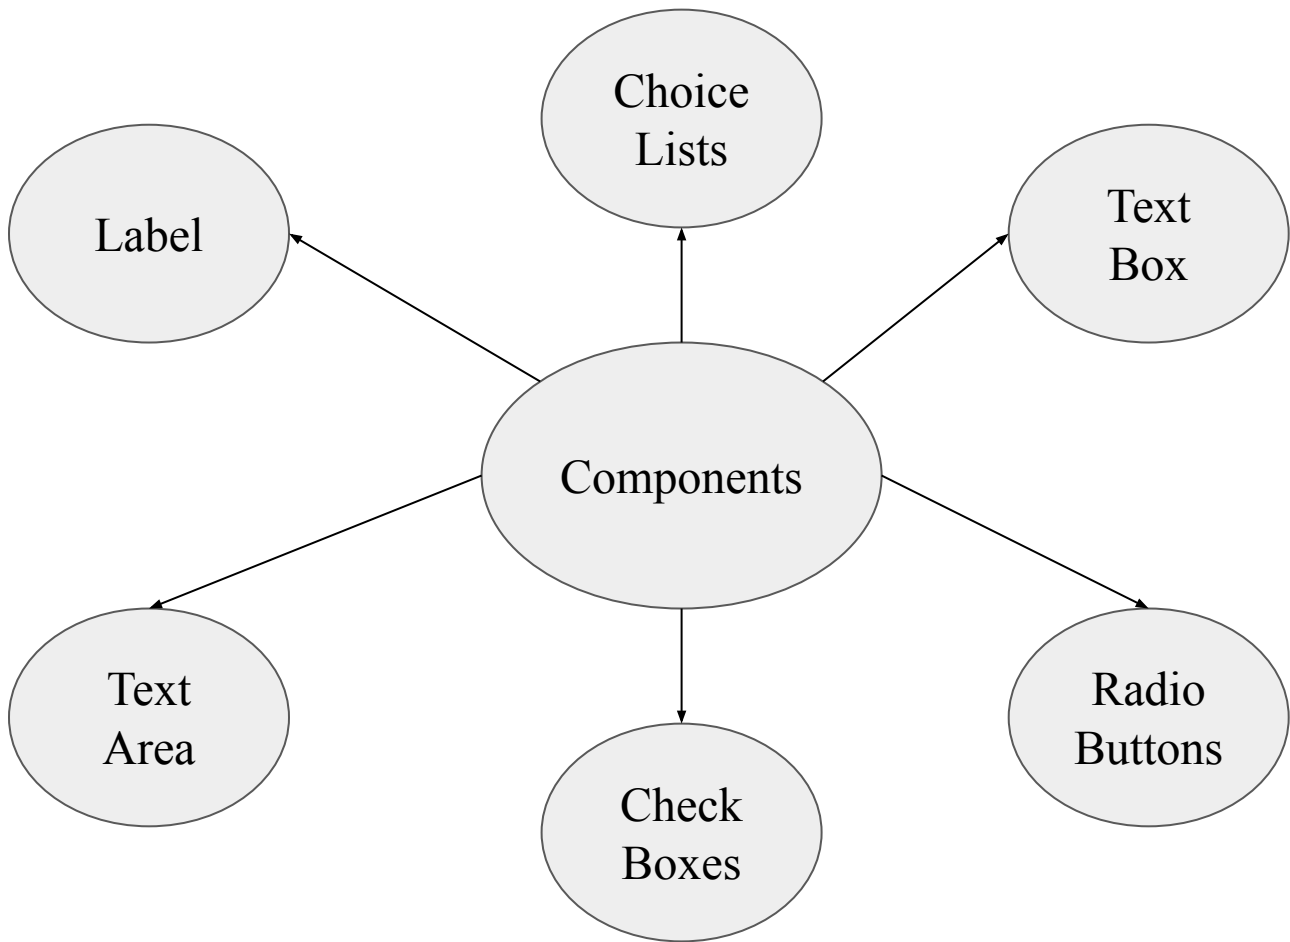 Choice
Lists
Label
Text
Box
Components
Text
Area
Radio
Buttons
Check
Boxes